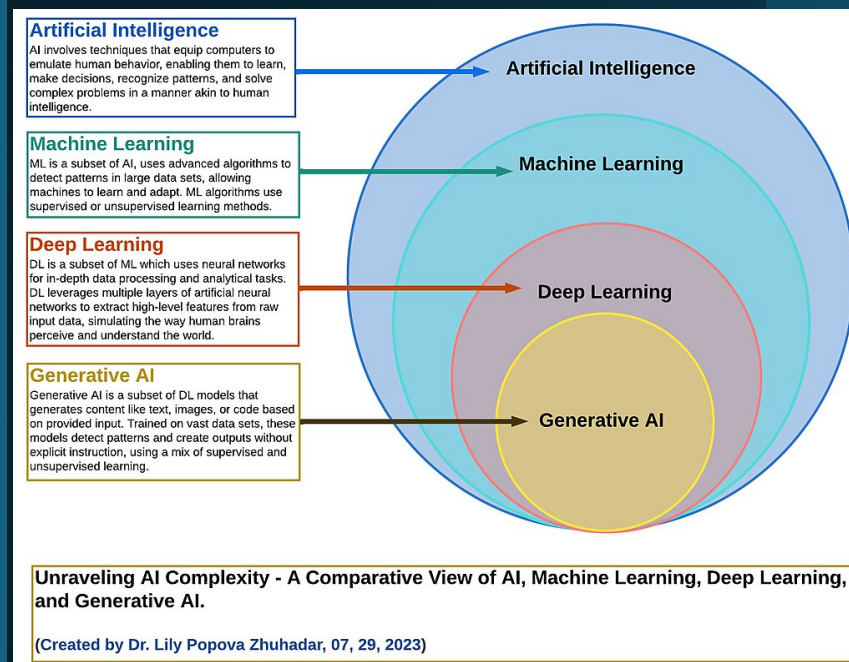 Artificial Intelligence
AI involves techniques that equip computers to
emulate human behavior, enabling them to learn,
make decisions, recognize patterns, and solve
complex problems in a manner akin to human
intelligence.
Machine Learning
ML is a subset of AI, uses advanced algorithms to
detect patterns in large data sets, allowing
machines to learn and adapt. ML algorithms use
supervised or unsupervised learning methods.
Deep Learning
DL is a subset of ML which uses neural networks
for in-depth data processing and analytical tasks.
DL leverages multiple layers of artificial neural
networks to extract high-level features from raw
input data, simulating the way human brains
perceive and understand the world.
Generative AI
Generative AI is a subset of DL models that
generates content like text, images, or code based
on provided input. Trained on vast data sets, these
models detect patterns and create outputs without
explicit instruction, using a mix of supervised and
unsupervised learning.
Artificial Intelligence
Machine Learning
Deep Learning
Generative AI
Unraveling AI Complexity - A Comparative View of AI, Machine Learning, Deep Learning,
and Generative AI.
(Created by Dr. Lily Popova Zhuhadar, 07, 29, 2023)